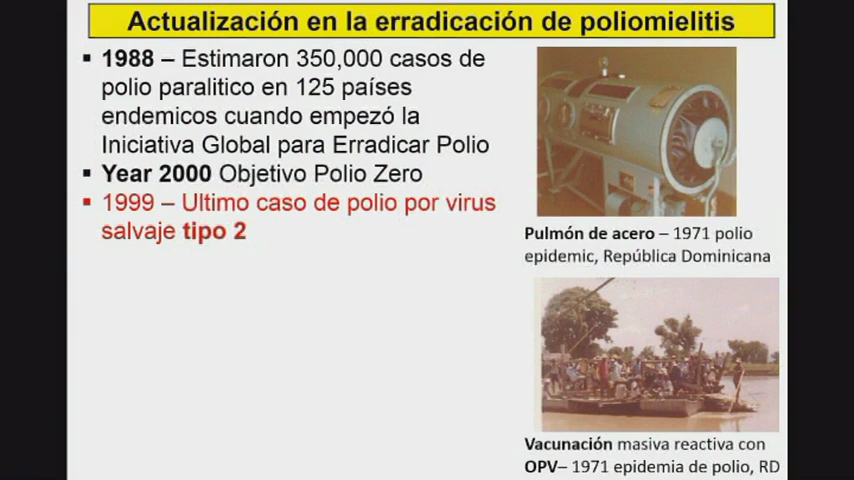 Actualización en la erradicación de poliomielitis
▪ 1988 – Estimaron 350,000 casos de
polio paralitico en 125 países
endemicos cuando empezó la
Iniciativa Global para Erradicar Polio
▪ Year 2000 Objetivo Polio Zero
▪ 1999 – Ultimo caso de polio por virus
salvaje tipo 2
Pulmón de acero – 1971 polio
epidemic, República Dominicana
Vacunación masiva reactiva con
OPV– 1971 epidemia de polio, RD